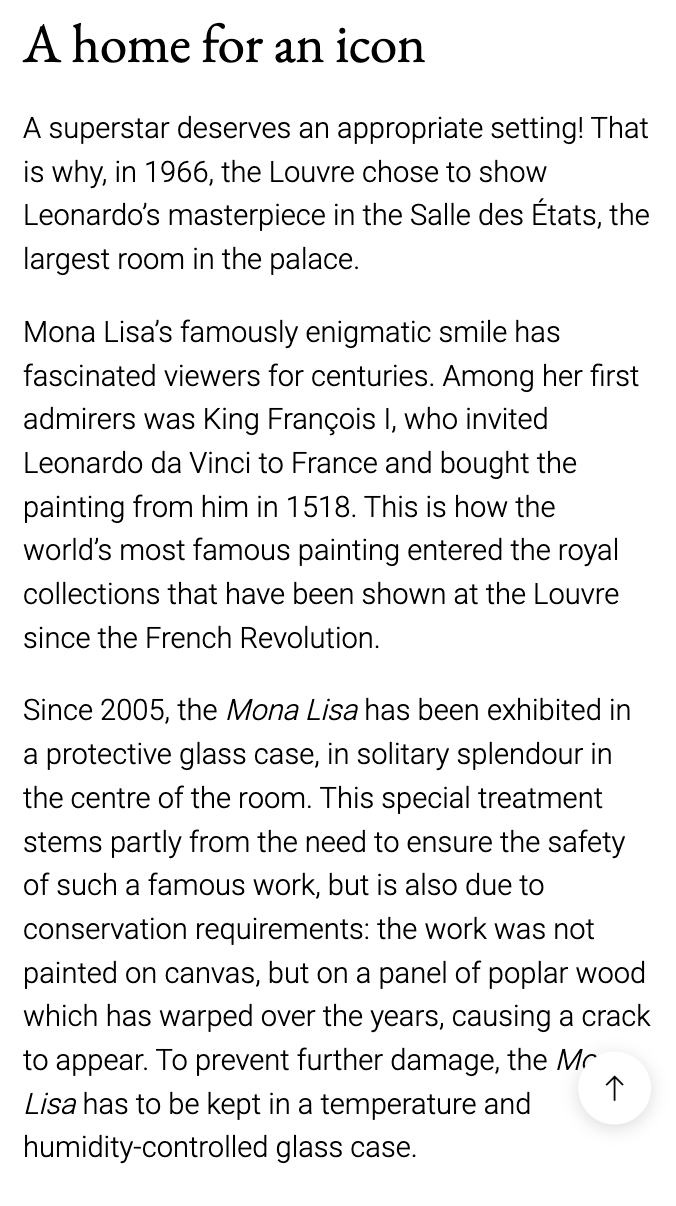 A home for an icon
A superstar deserves an appropriate setting! That
is why, in 1966, the Louvre chose to show
Leonardo’s masterpiece in the Salle des États, the
largest room in the palace.
Mona Lisa’s famously enigmatic smile has
fascinated viewers for centuries. Among her first
admirers was King François I, who invited
Leonardo da Vinci to France and bought the
painting from him in 1518. This is how the
world’s most famous painting entered the royal
collections that have been shown at the Louvre
since the French Revolution.
Since 2005, the Mona Lisa has been exhibited in
a protective glass case, in solitary splendour in
the centre of the room. This special treatment
stems partly from the need to ensure the safety
of such a famous work, but is also due to
conservation requirements: the work was not
painted on canvas, but on a panel of poplar wood
which has warped over the years, causing a crack
to appear. To prevent further damage, the
Lisa has to be kept in a temperature and
humidity-controlled glass case.